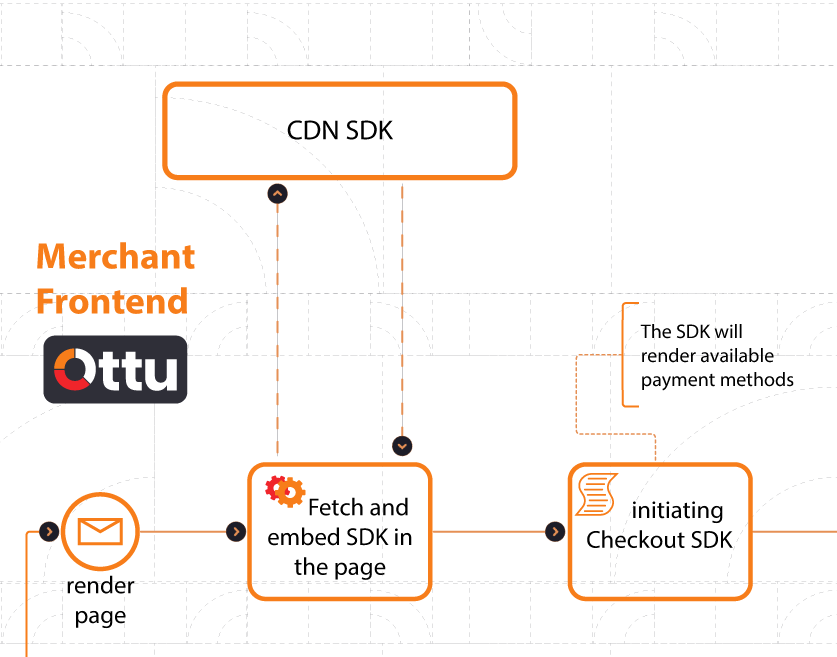 CDN SDK
Merchant
Frontend
Ottu
The SDK will
render available
payment methods
render
page
Fetch and
embed SDK in
the page
initiating
Checkout SDK